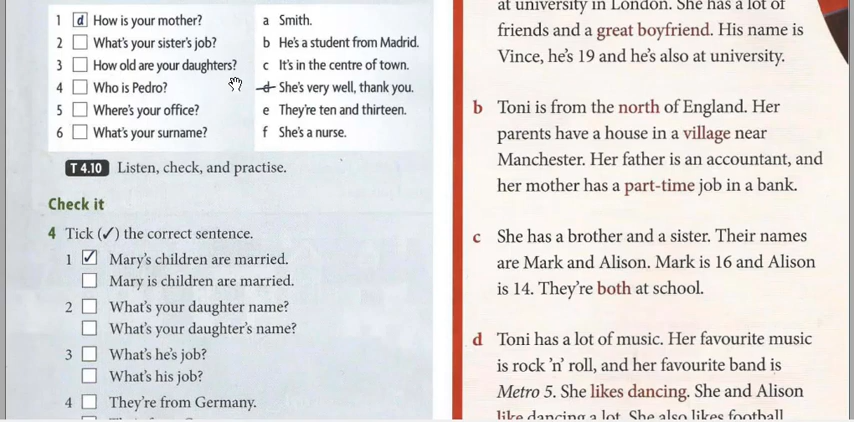 1 d How is your mother?
2 What's your sister's job?
3 How old are your daughters?
4 Who is Pedro?
5 Where's your office?
6 What's your surname?
a Smith.
b He's a student from Madrid.
c It's in the centre of town.
d She's very well, thank you.
e They're ten and thirteen.
f She's a nurse.
T 4.10 Listen, check, and practise.
Check it
4 Tick (✓) the correct sentence.
1 ✓ Mary's children are married.
Mary is children are married.
2 What's your daughter name?
What's your daughter's name?
3 What's he's job?
What's his job?
4 They're from Germany.
at university in London. She has a lot of
friends and a great boyfriend. His name is
Vince, he's 19 and he's also at university.
b Toni is from the north of England. Her
parents have a house in a village near
Manchester. Her father is an accountant, and
her mother has a part-time job in a bank.
c She has a brother and a sister. Their names
are Mark and Alison. Mark is 16 and Alison
is 14. They're both at school.
d Toni has a lot of music. Her favourite music
is rock 'n' roll, and her favourite band is
Metro 5. She likes dancing. She and Alison
like dancing a lot. She also likes football